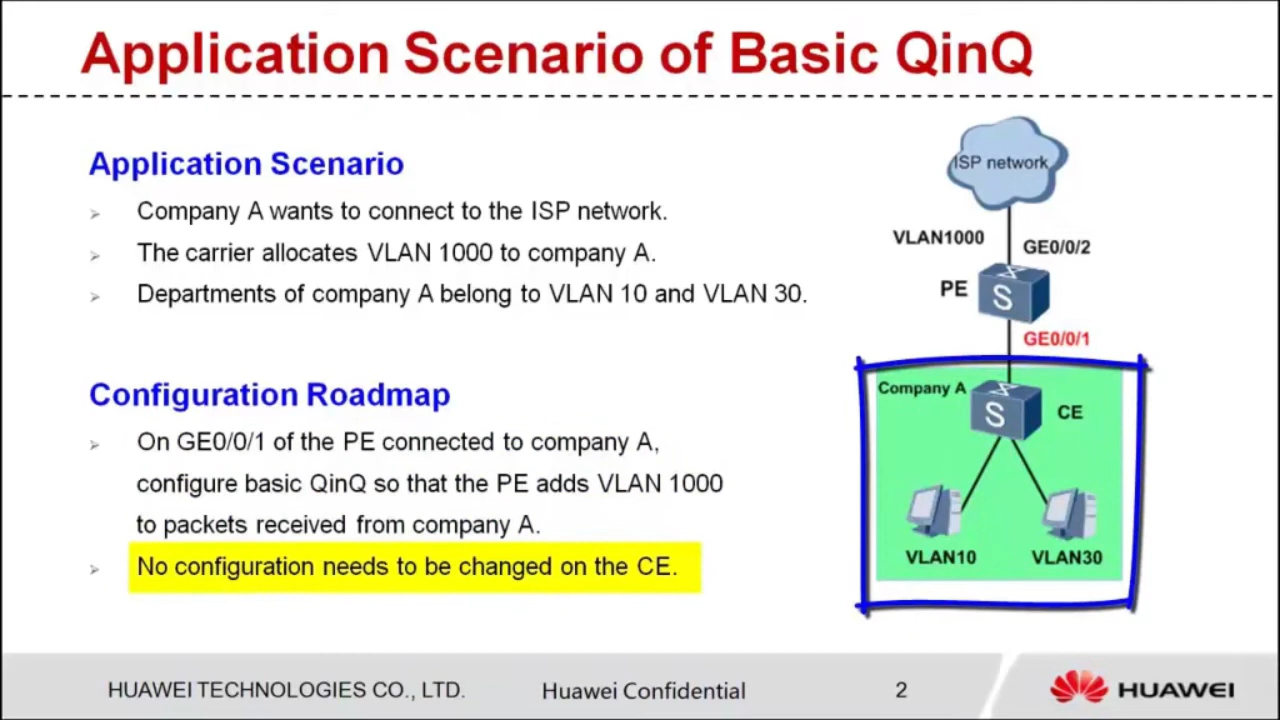 Application Scenario of Basic QinQ
Application Scenario
Company A wants to connect to the ISP network.
The carrier allocates VLAN 1000 to company A.
Departments of company A belong to VLAN 10 and VLAN 30.
Configuration Roadmap
On GE0/0/1 of the PE connected to company A,
configure basic QinQ so that the PE adds VLAN 1000
to packets received from company A.
No configuration needs to be changed on the CE.
ISP network
VLAN1000
GE0/0/2
PE
S
GE0/0/1
Company A
S
CE
VLAN10
VLAN30
HUAWEI TECHNOLOGIES CO., LTD.
Huawei Confidential
2
HUAWEI